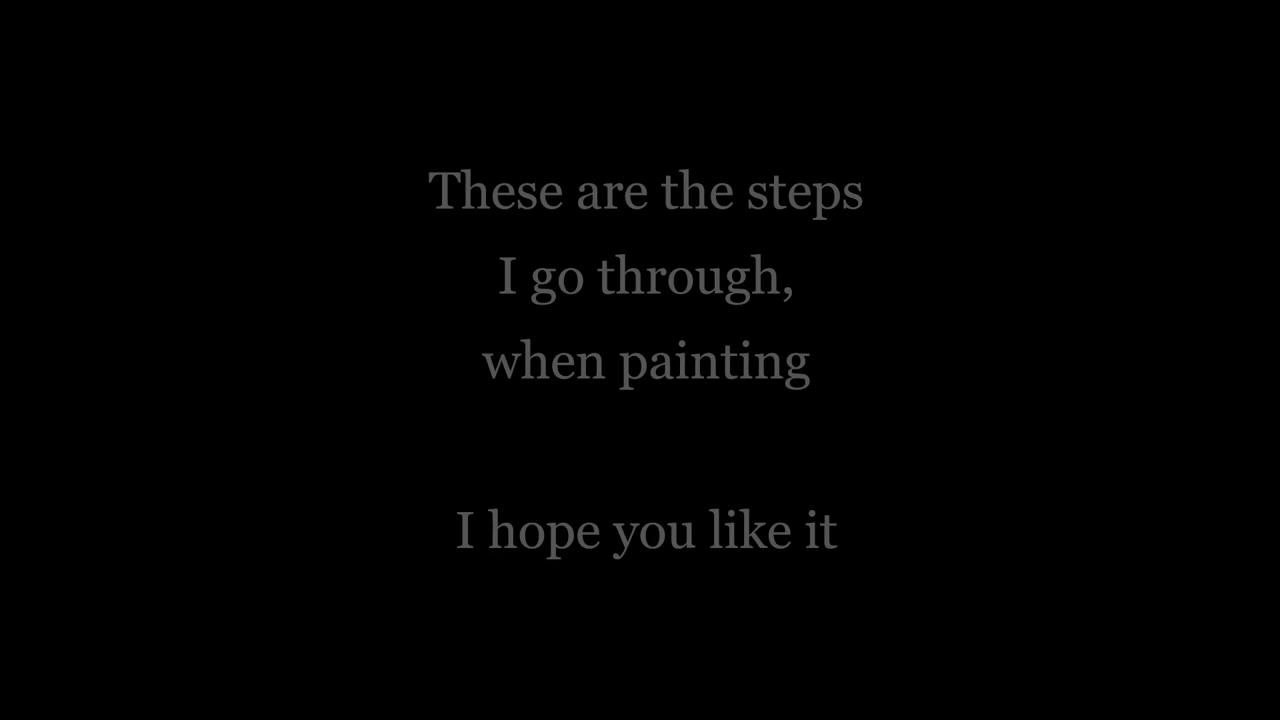 These are the steps
I go through,
when painting
I hope you like it